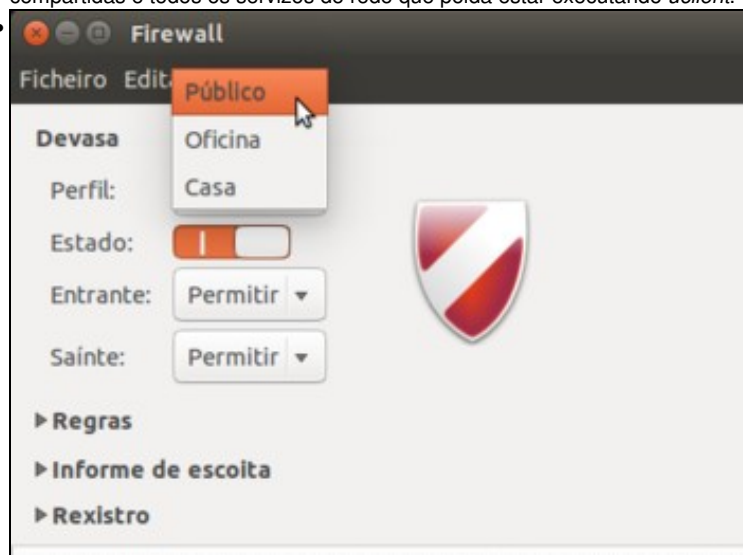 compartidas e todos os servizos de rede que poida estar executando uclient.
Firewall
Ficheiro Edit
Público
Devasa
Oficina
Perfil:
Casa
Estado:
Entrante: Permitir
Saínte: Permitir
Regras
Informe de escoita
Rexistro